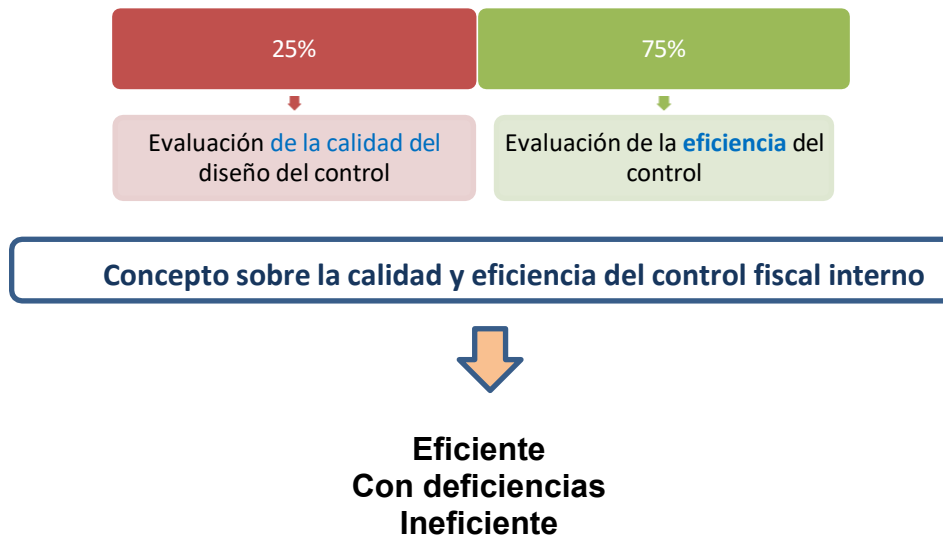 25%
75%
Evaluación de la calidad del
diseño del control
Evaluación de la eficiencia del
control
Concepto sobre la calidad y eficiencia del control fiscal interno
Eficiente
Con deficiencias
Ineficiente